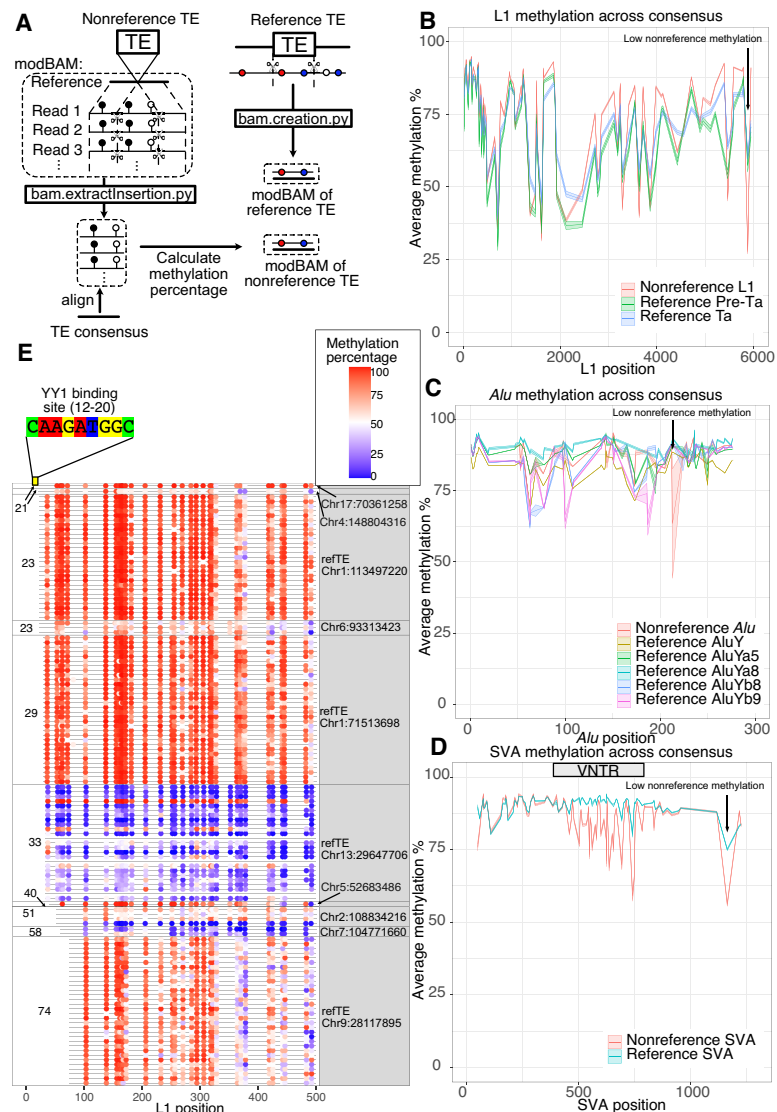 A
Nonreference TE
TE
modBAM:
Reference
Read 1
Read 2
Read 3
bam.extractInsertion.py
align
TE consensus
Calculate
methylation
percentage
Reference TE
TE
bam.creation.py
modBAM of
reference TE
modBAM of
nonreference TE
B
L1 methylation across consensus
Low nonreference methylation
Average methylation %
100
75
50
25
0
Nonreference L1
Reference Pre-Ta
Reference Ta
0
2000
4000
6000
L1 position
C
Alu methylation across consensus
Low nonreference methylation
Average methylation %
100
75
50
25
0
Nonreference Alu
Reference AluY
Reference AluYa5
Reference AluYa8
Reference AluYb8
Reference AluYb9
0
100
200
300
Alu position
D
SVA methylation across consensus
VNTR
Low nonreference methylation
Average methylation %
100
75
50
25
0
Nonreference SVA
Reference SVA
0
500
1000
SVA position
E
Methylation
percentage
100
75
50
25
0
YY1 binding
site (12-20)
CAAGATGGC
21
23
23
29
33
40
51
58
74
Chr17:70361258
Chr4:148804316
refTE
Chr1:113497220
Chr6:93313423
refTE
Chr1:71513698
refTE
Chr13:29647706
Chr5:52683486
Chr2:108834216
Chr7:104771660
refTE
Chr9:28117895
0
100
200
300
400
500
L1 position